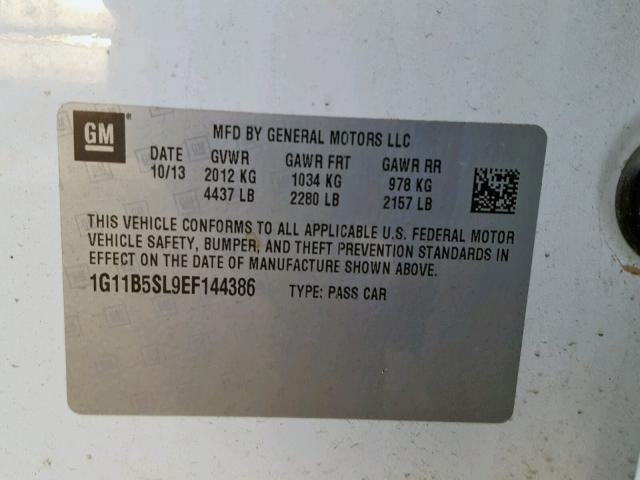 GM
MFD BY GENERAL MOTORS LLC
DATE GVWR GAWR FRT GAWR RR
10/13 2012 KG 1034 KG 978 KG
4437 LB 2280 LB 2157 LB
THIS VEHICLE CONFORMS TO ALL APPLICABLE U.S. FEDERAL MOTOR
VEHICLE SAFETY, BUMPER, AND THEFT PREVENTION STANDARDS IN
EFFECT ON THE DATE OF MANUFACTURE SHOWN ABOVE.
1G11B5SL9EF144386 TYPE: PASS CAR